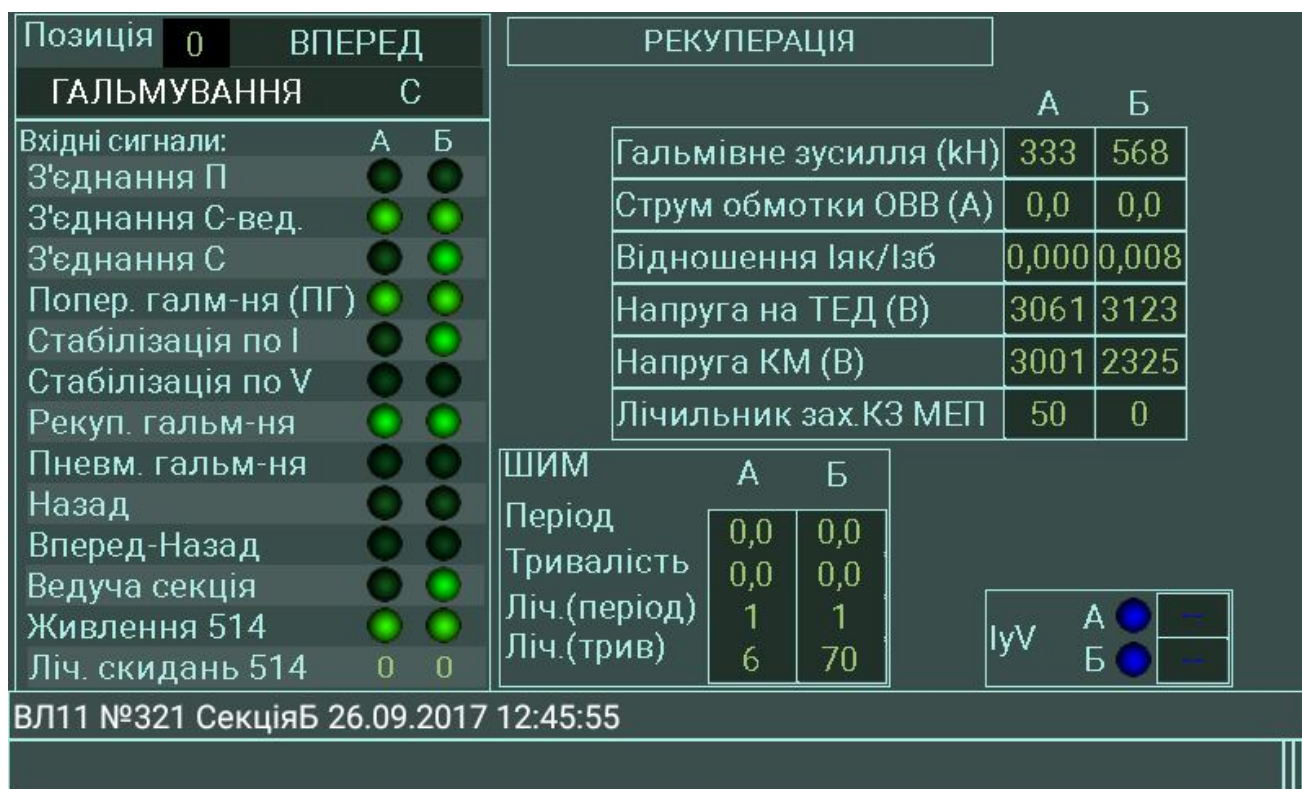 Позиція 0 ВПЕРЕД
ГАЛЬМУВАННЯ С
Вхідні сигнали: А Б
З'єднання П
З'єднання С-вед.
З'єднання С
Попер. галм-ня (ПГ)
Стабілізація по І
Стабілізація по V
Рекуп. гальм-ня
Пневм. гальм-ня
Назад
Вперед-Назад
Ведуча секція
Живлення 514
Ліч. скидань 514 0 0
РЕКУПЕРАЦІЯ
А Б
Гальмівне зусилля (kH) 333 568
Струм обмотки ОВВ (А) 0,0 0,0
Відношення Іяк/Ізб 0,000 0,008
Напруга на ТЕД (В) 3061 3123
Напруга КМ (В) 3001 2325
Лічильник зах.КЗ МЕП 50 0
ШИМ А Б
Період 0,0 0,0
Тривалість 0,0 0,0
Ліч.(період) 1 1
Ліч.(трив) 6 70
IyV
А --
Б --
ВЛ11 №321 СекціяБ 26.09.2017 12:45:55